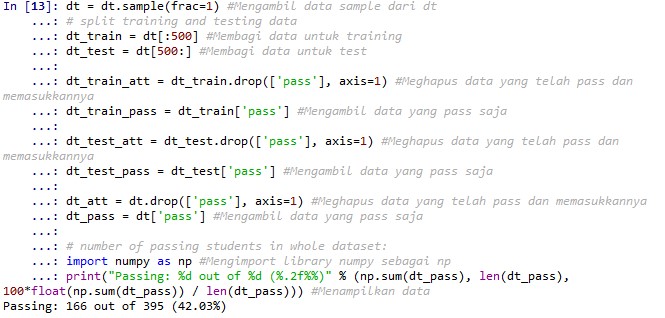 In [13]: dt = dt.sample(frac=1) #Mengambil data sample dari dt
...: # split training and testing data
...: dt_train = dt[:500] #Membagi data untuk training
...: dt_test = dt[500:] #Membagi data untuk test
...:
...: dt_train_att = dt_train.drop(['pass'], axis=1) #Meghapus data yang telah pass dan
memasukkannya
...: dt_train_pass = dt_train['pass'] #Mengambil data yang pass saja
...:
...: dt_test_att = dt_test.drop(['pass'], axis=1) #Meghapus data yang telah pass dan
memasukkannya
...: dt_test_pass = dt_test['pass'] #Mengambil data yang pass saja
...:
...: dt_att = dt.drop(['pass'], axis=1) #Meghapus data yang telah pass dan memasukkannya
...: dt_pass = dt['pass'] #Mengambil data yang pass saja
...:
...: # number of passing students in whole dataset:
...: import numpy as np #Mengimport library numpy sebagai np
...: print("Passing: %d out of %d (%.2f%%)" % (np.sum(dt_pass), len(dt_pass),
100*float(np.sum(dt_pass)) / len(dt_pass))) #Menampilkan data
Passing: 166 out of 395 (42.03%)